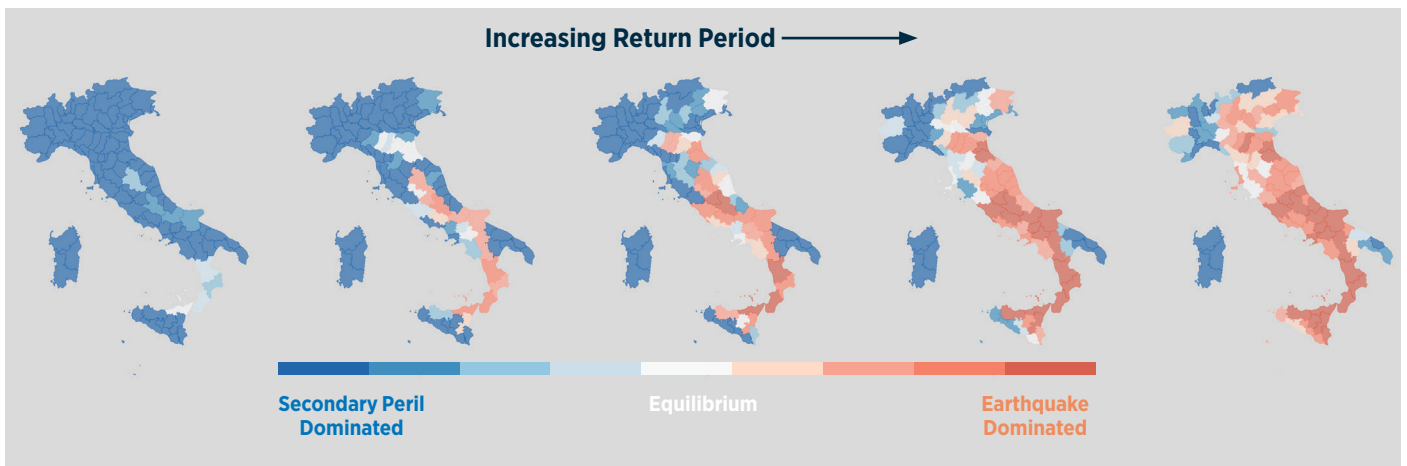 Increasing Return Period
Secondary Peril
Dominated
Equilibrium
Earthquake
Dominated